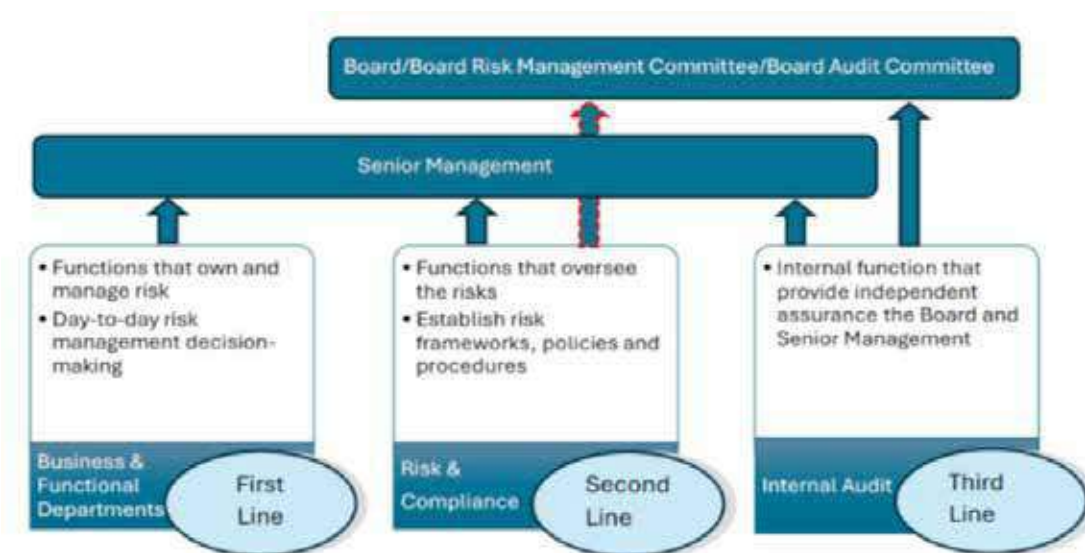 Board/Board Risk Management Committee/Board Audit Committee
Senior Management
• Functions that own and
manage risk
• Day-to-day risk
management decision-
making
Business &
Functional
Departments
First
Line
• Functions that oversee
the risks
• Establish risk
frameworks, policies and
procedures
Risk &
Compliance
Second
Line
• Internal function that
provide independent
assurance the Board and
Senior Management
Internal Audit
Third
Line